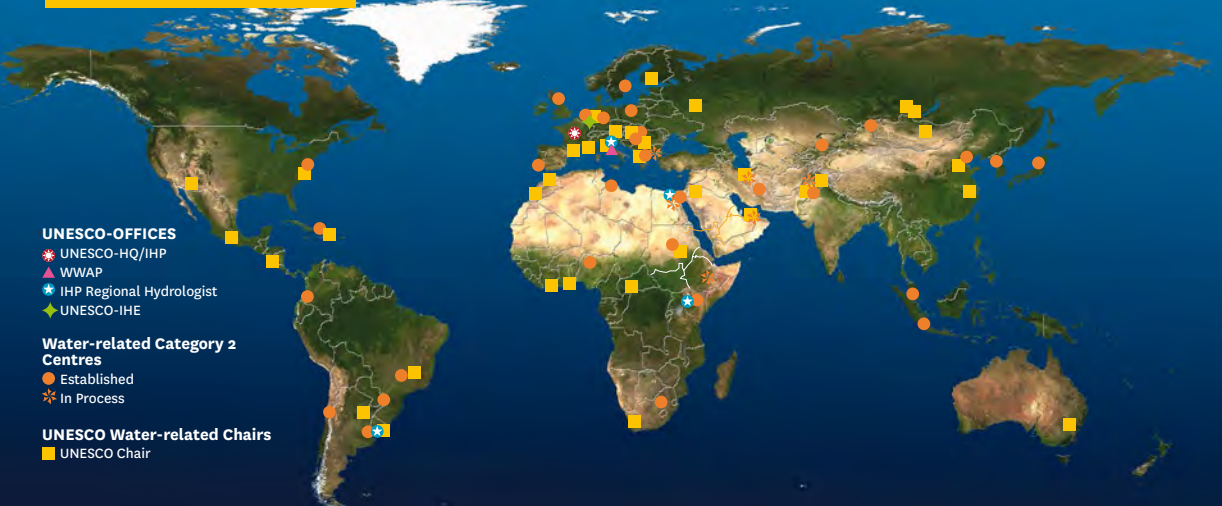 UNESCO-OFFICES
UNESCO-HQ/IHP
WWAP
IHP Regional Hydrologist
UNESCO-IHE
Water-related Category 2
Centres
Established
In Process
UNESCO Water-related Chairs
UNESCO Chair